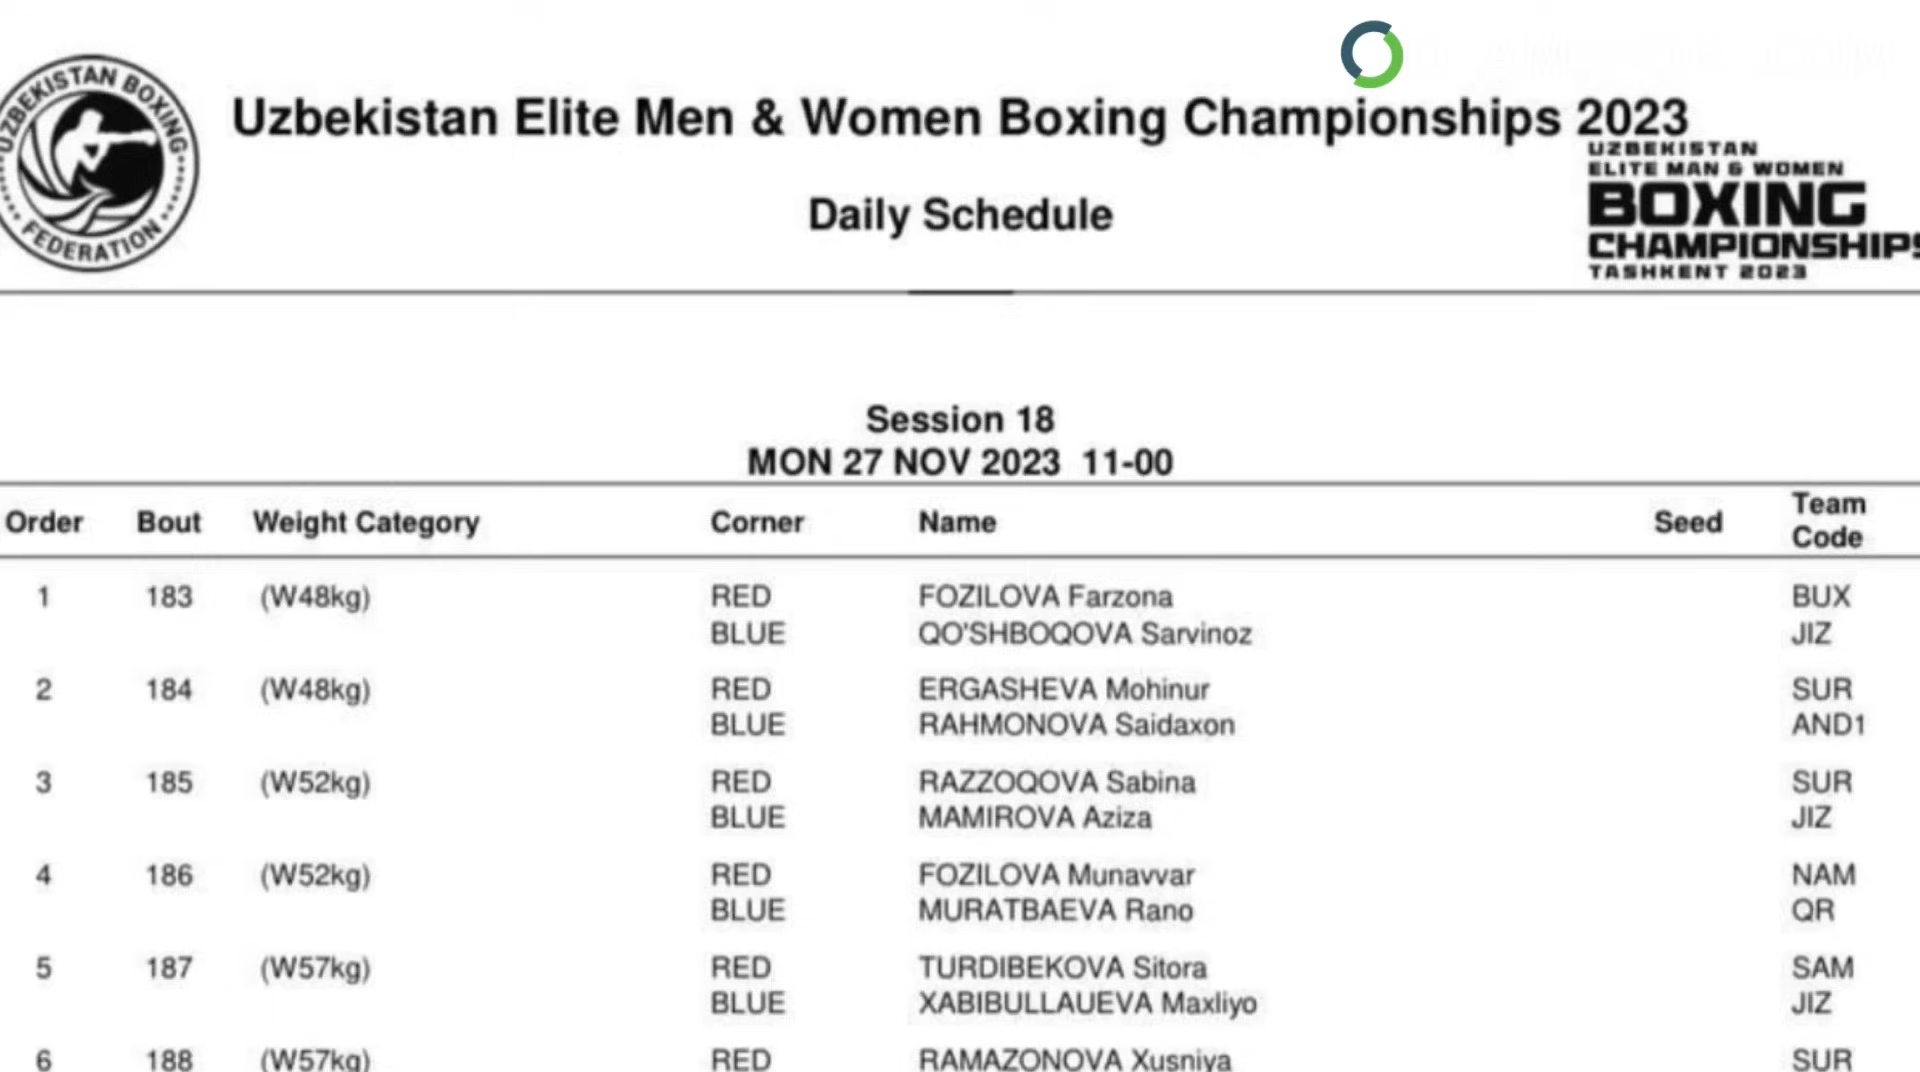 UZBEKISTAN BOXING
FEDERATION
Uzbekistan Elite Men & Women Boxing Championships 2023
Daily Schedule
UZBEKISTAN
ELITE MAN & WOMEN
BOXING
CHAMPIONSHIPS
TASHKENT 2023
Session 18
MON 27 NOV 2023 11-00
Order Bout Weight Category Corner Name Seed Team Code
1 183 (W48kg) RED FOZILOVA Farzona BUX
BLUE QO'SHBOQOVA Sarvinoz JIZ
2 184 (W48kg) RED ERGASHEVA Mohinur SUR
BLUE RAHMONOVA Saidaxon AND1
3 185 (W52kg) RED RAZZOQOVA Sabina SUR
BLUE MAMIROVA Aziza JIZ
4 186 (W52kg) RED FOZILOVA Munavvar NAM
BLUE MURATBAEVA Rano QR
5 187 (W57kg) RED TURDIBEKOVA Sitora SAM
BLUE XABIBULLAUEVA Maxliyo JIZ
6 188 (W57kg) RED RAMAZONOVA Xusniya SUR